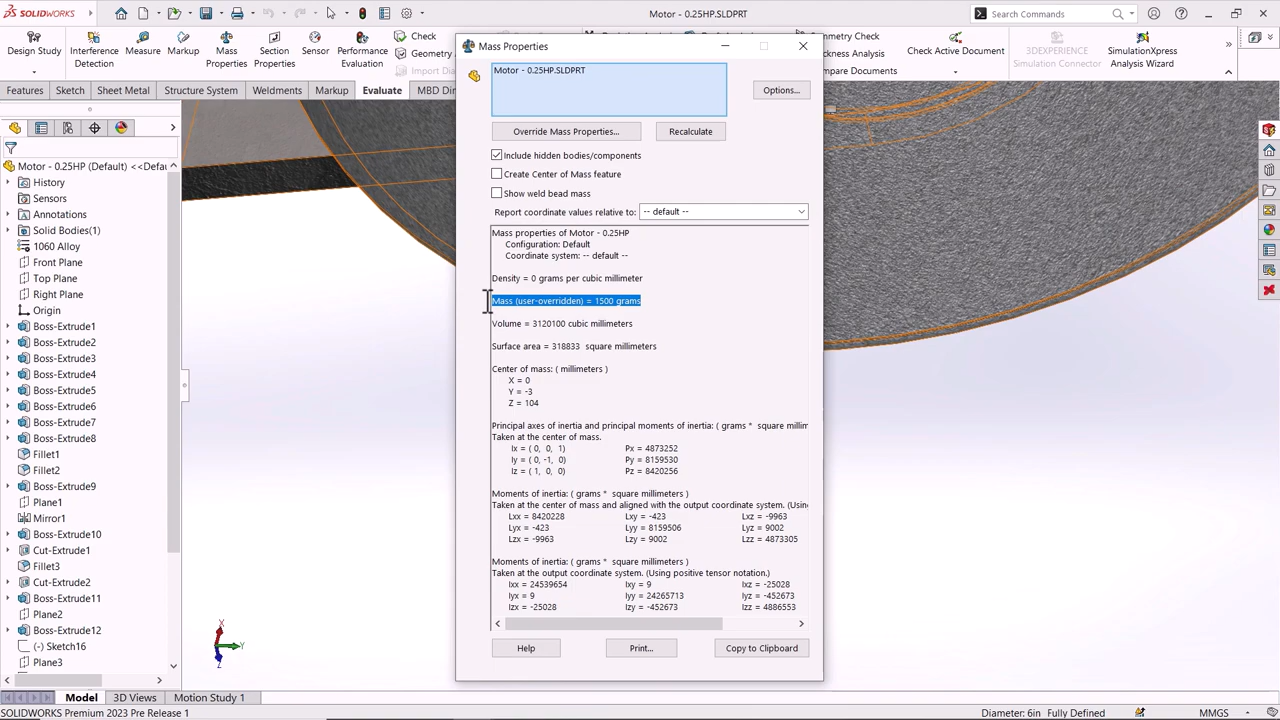 SOLIDWORKS
Motor - 0.25HP.SLDPRT
Search Commands
Design Study
Interference
Detection
Measure
Markup
Mass
Properties
Section
Properties
Sensor
Performance
Evaluation
Check
Geometry
Import Dia
Symmetry Check
Thickness Analysis
Compare Documents
Check Active Document
3DEXPERIENCE
Simulation Connector
SimulationXpress
Analysis Wizard
Features
Sketch
Sheet Metal
Structure System
Weldments
Markup
Evaluate
MBD Dim
Motor - 0.25HP (Default) <<Defau
History
Sensors
Annotations
Solid Bodies(1)
1060 Alloy
Front Plane
Top Plane
Right Plane
Origin
Boss-Extrude1
Boss-Extrude2
Boss-Extrude3
Boss-Extrude4
Boss-Extrude5
Boss-Extrude6
Boss-Extrude7
Boss-Extrude8
Fillet1
Fillet2
Boss-Extrude9
Plane1
Mirror1
Boss-Extrude10
Cut-Extrude1
Fillet3
Cut-Extrude2
Boss-Extrude11
Plane2
Boss-Extrude12
(-) Sketch16
Plane3
Mass Properties
Motor - 0.25HP.SLDPRT
Options...
Override Mass Properties...
Recalculate
Include hidden bodies/components
Create Center of Mass feature
Show weld bead mass
Report coordinate values relative to:
-- default --
Mass properties of Motor - 0.25HP
Configuration: Default
Coordinate system: -- default --
Density = 0 grams per cubic millimeter
Mass (user-overridden) = 1500 grams
Volume = 3120100 cubic millimeters
Surface area = 318833 square millimeters
Center of mass: ( millimeters )
X = 0
Y = -3
Z = 104
Principal axes of inertia and principal moments of inertia: ( grams * square millim
Taken at the center of mass.
Ix = ( 0, 0, 1) Px = 4873252
Iy = ( 0, -1, 0) Py = 8159530
Iz = ( 1, 0, 0) Pz = 8420256
Moments of inertia: ( grams * square millimeters )
Taken at the center of mass and aligned with the output coordinate system. (Using
Lxx = 8420228 Lxy = -423 Lxz = -9963
Lyx = -423 Lyy = 8159506 Lyz = 9002
Lzx = -9963 Lzy = 9002 Lzz = 4873305
Moments of inertia: ( grams * square millimeters )
Taken at the output coordinate system. (Using positive tensor notation.)
Ixx = 24539654 Ixy = 9 Ixz = -25028
Iyx = 9 Iyy = 24265713 Iyz = -452673
Izx = -25028 Izy = -452673 Izz = 4886553
Help
Print...
Copy to Clipboard
X
Y
Z
Model
3D Views
Motion Study 1
SOLIDWORKS Premium 2023 Pre Release 1
Diameter: 6in Fully Defined
MMGS